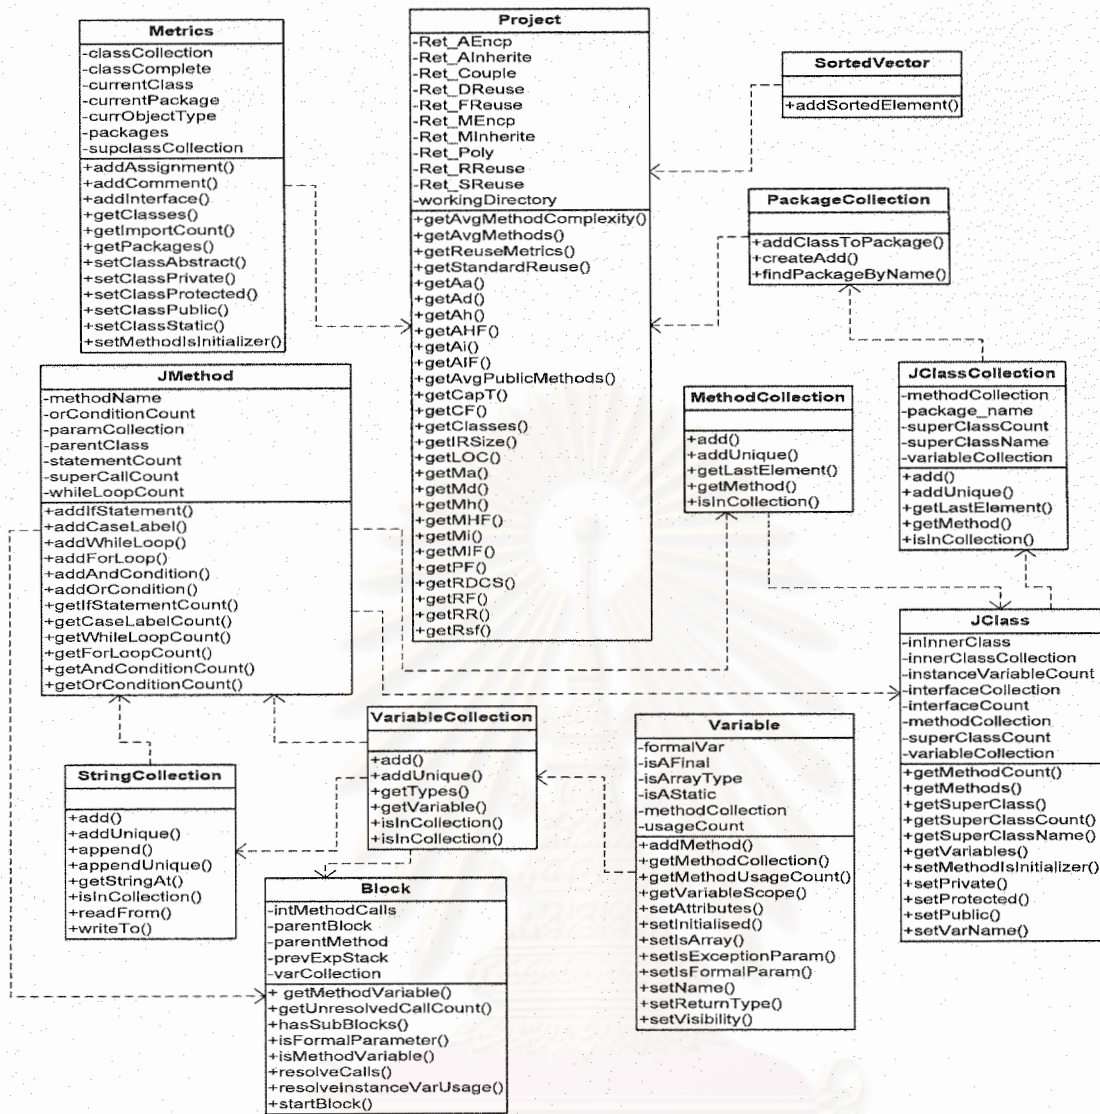 Metrics
-classCollection
-classComplete
-currentClass
-currentPackage
-currObjectType
-packages
-supclassCollection
+addAssignment()
+addComment()
+addInterface()
+getClasses()
+getImportCount()
+getPackages()
+setClassAbstract()
+setClassPrivate()
+setClassProtected()
+setClassPublic()
+setClassStatic()
+setMethodIsInitializer()
Project
-Ret_AEncp
-Ret_AInherite
-Ret_Couple
-Ret_DReuse
-Ret_FReuse
-Ret_MEncp
-Ret_MInherite
-Ret_Poly
-Ret_RReuse
-Ret_SReuse
-workingDirectory
+getAvgMethodComplexity()
+getAvgMethods()
+getReuseMetrics()
+getStandardReuse()
+getAa()
+getAd()
+getAh()
+getAHF()
+getAi()
+getAIF()
+getAvgPublicMethods()
+getCapT()
+getCF()
+getClasses()
+getIRSize()
+getLOC()
+getMa()
+getMd()
+getMh()
+getMHF()
+getMi()
+getMIF()
+getPF()
+getRDCS()
+getRF()
+getRR()
+getRsf()
SortedVector
+addSortedElement()
PackageCollection
+addClassToPackage()
+createAdd()
+findPackageByName()
JMethod
-methodName
-orConditionCount
-paramCollection
-parentClass
-statementCount
-superCallCount
-whileLoopCount
+addIfStatement()
+addCaseLabel()
+addWhileLoop()
+addForLoop()
+addAndCondition()
+addOrCondition()
+getIfStatementCount()
+getCaseLabelCount()
+getWhileLoopCount()
+getForLoopCount()
+getAndConditionCount()
+getOrConditionCount()
MethodCollection
+add()
+addUnique()
+getLastElement()
+getMethod()
+isInCollection()
JClassCollection
-methodCollection
-package_name
-superClassCount
-superClassName
-variableCollection
+add()
+addUnique()
+getLastElement()
+getMethod()
+isInCollection()
JClass
-inInnerClass
-innerClassCollection
-instanceVariableCount
-interfaceCollection
-interfaceCount
-methodCollection
-superClassCount
-variableCollection
+getMethodCount()
+getMethods()
+getSuperClass()
+getSuperClassCount()
+getSuperClassName()
+getVariables()
+setMethodIsInitializer()
+setPrivate()
+setProtected()
+setPublic()
+setVarName()
StringCollection
+add()
+addUnique()
+append()
+appendUnique()
+getStringAt()
+isInCollection()
+readFrom()
+writeTo()
VariableCollection
+add()
+addUnique()
+getTypes()
+getVariable()
+isInCollection()
+isInCollection()
Variable
-formalVar
-isAFinal
-isArrayType
-isAStatic
-methodCollection
-usageCount
+addMethod()
+getMethodCollection()
+getMethodUsageCount()
+getVariableScope()
+setAttributes()
+setInitialised()
+setIsArray()
+setIsExceptionParam()
+setIsFormalParam()
+setName()
+setReturnType()
+setVisibility()
Block
-intMethodCalls
-parentBlock
-parentMethod
-prevExpStack
-varCollection
+ getMethodVariable()
+getUnresolvedCallCount()
+hasSubBlocks()
+isFormalParameter()
+isMethodVariable()
+resolveCalls()
+resolveInstanceVarUsage()
+startBlock()